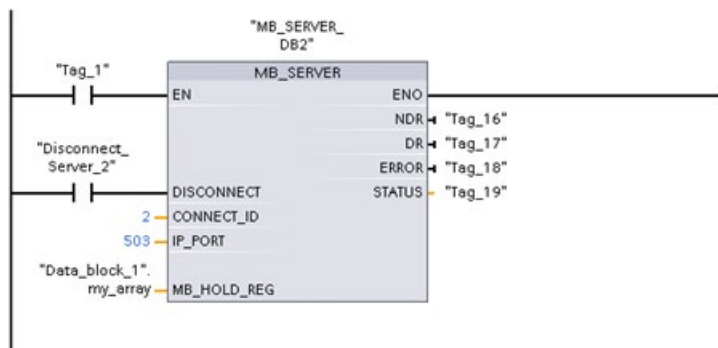 "MB_SERVER_
DB2"
"Tag_1"
MB_SERVER
EN
ENO
NDR
"Tag_16"
DR
"Tag_17"
"Disconnect_
Server_2"
ERROR
"Tag_18"
DISCONNECT
STATUS
"Tag_19"
2
CONNECT_ID
503
IP_PORT
"Data_block_1".
my_array
MB_HOLD_REG